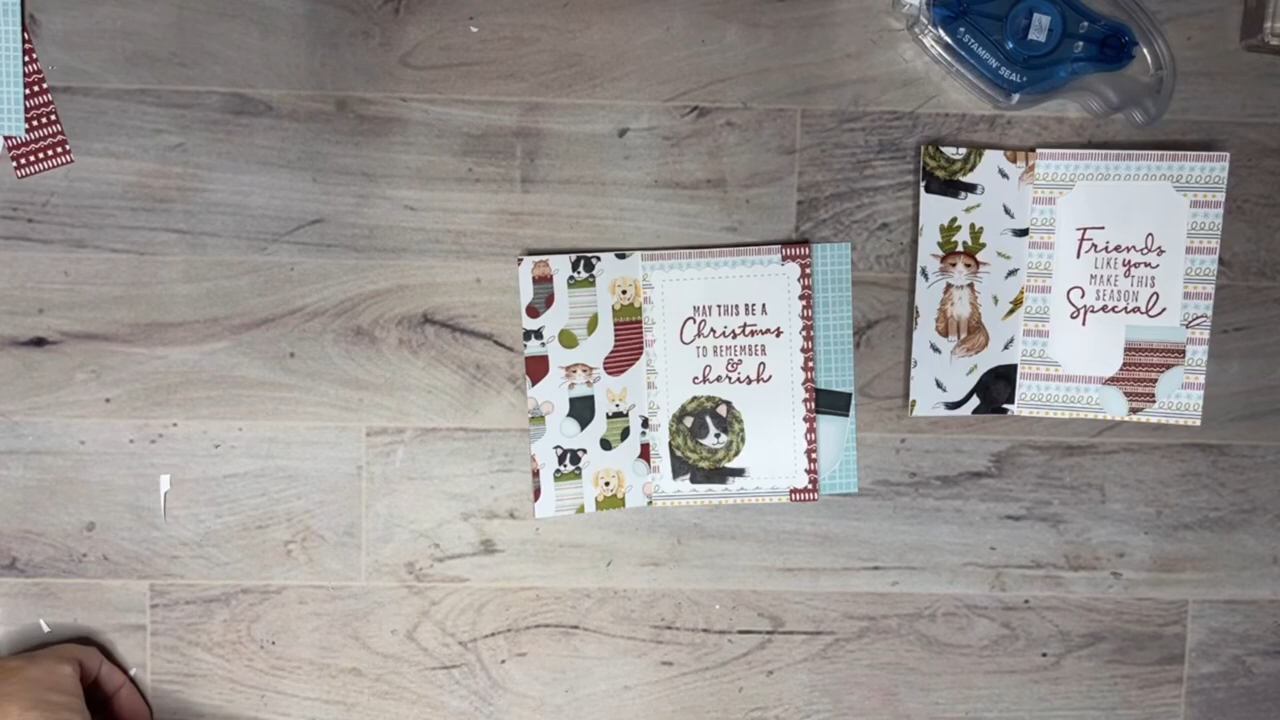 STAMPIN' SEAL+
MAY THIS BE A
Christmas
TO REMEMBER
&
cherish
Friends
LIKE you
MAKE THIS
SEASON
Special